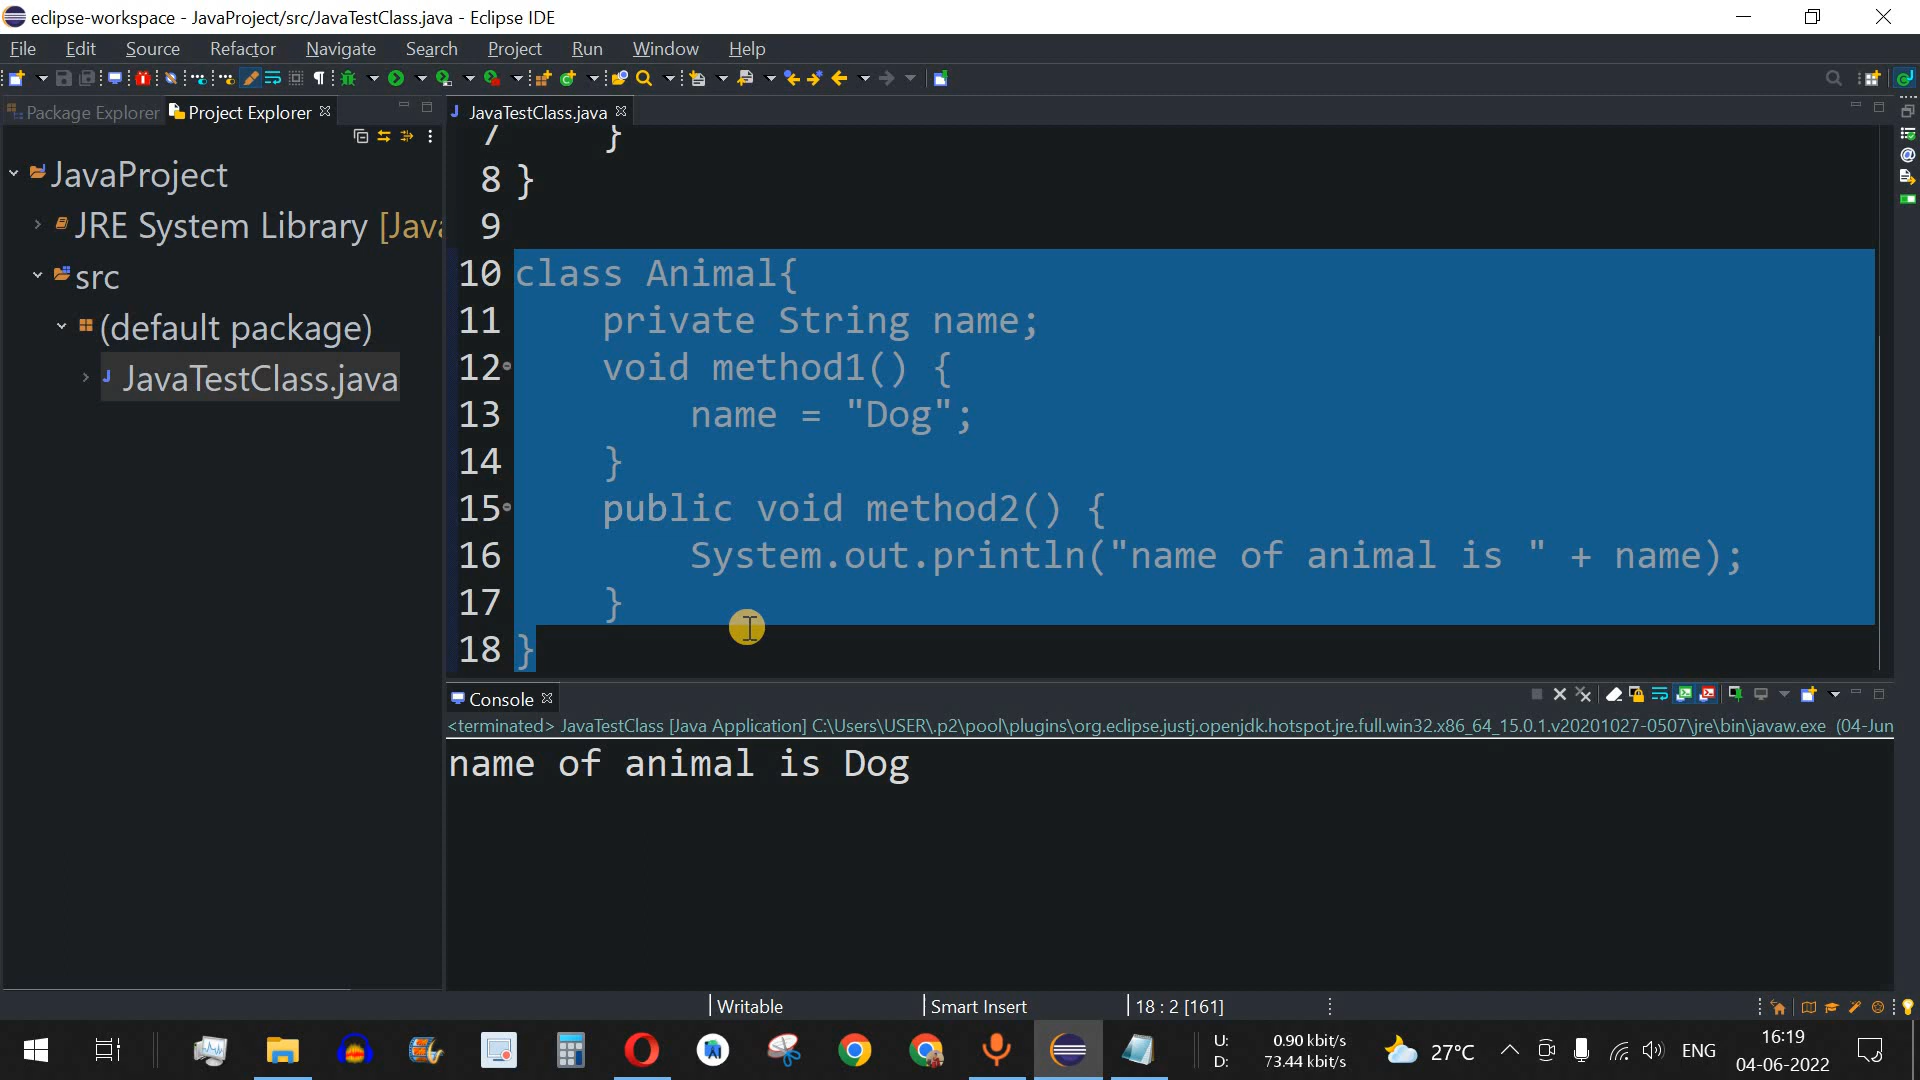 eclipse-workspace - JavaProject/src/JavaTestClass.java - Eclipse IDE
File Edit Source Refactor Navigate Search Project Run Window Help
Package Explorer Project Explorer
JavaTestClass.java
JavaProject
JRE System Library [Java
src
(default package)
JavaTestClass.java
7 }
8 }
9
10 class Animal{
11 private String name;
12 void method1() {
13 name = "Dog";
14 }
15 public void method2() {
16 System.out.println("name of animal is " + name);
17 }
18 }
Console
<terminated> JavaTestClass [Java Application] C:\Users\USER\.p2\pool\plugins\org.eclipse.justj.openjdk.hotspot.jre.full.win32.x86_64_15.0.1.v20201027-0507\jre\bin\javaw.exe (04-Jun
name of animal is Dog
Writable Smart Insert 18 : 2 [161]
U: 0.90 kbit/s
D: 73.44 kbit/s
27°C
ENG
16:19
04-06-2022